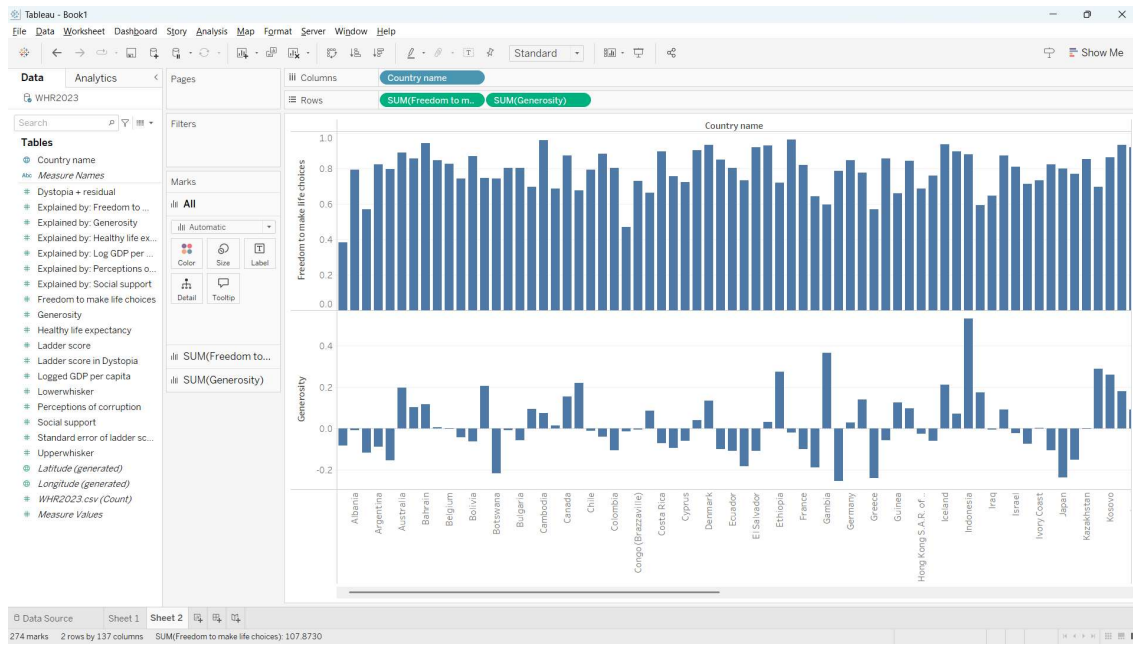 Tableau - Book1
File Data Worksheet Dashboard Story Analysis Map Format Server Window Help
Standard
Show Me
Data Analytics
WHR2023
Search
Tables
Country name
Abc Measure Names
Dystopia + residual
Explained by: Freedom to ...
Explained by: Generosity
Explained by: Healthy life ex...
Explained by: Log GDP per ...
Explained by: Perceptions o...
Explained by: Social support
Freedom to make life choices
Generosity
Healthy life expectancy
Ladder score
Ladder score in Dystopia
Logged GDP per capita
Lowerwhisker
Perceptions of corruption
Social support
Standard error of ladder sc...
Upperwhisker
Latitude (generated)
Longitude (generated)
WHR2023.csv (Count)
Measure Values
Pages
Filters
Marks
All
Automatic
Color Size Label
Detail Tooltip
SUM(Freedom to...
SUM(Generosity)
Columns Country name
Rows SUM(Freedom to m.. SUM(Generosity)
Country name
Freedom to make life choices
1.0
0.8
0.6
0.4
0.2
0.0
Generosity
0.4
0.2
0.0
-0.2
Albania
Argentina
Australia
Bahrain
Belgium
Bolivia
Botswana
Bulgaria
Cambodia
Canada
Chile
Colombia
Congo (Brazzaville)
Costa Rica
Cyprus
Denmark
Ecuador
El Salvador
Ethiopia
France
Gambia
Germany
Greece
Guinea
Hong Kong S.A.R. of ..
Iceland
Indonesia
Iraq
Israel
Ivory Coast
Japan
Kazakhstan
Kosovo
Data Source Sheet 1 Sheet 2
274 marks 2 rows by 137 columns SUM(Freedom to make life choices): 107.8730